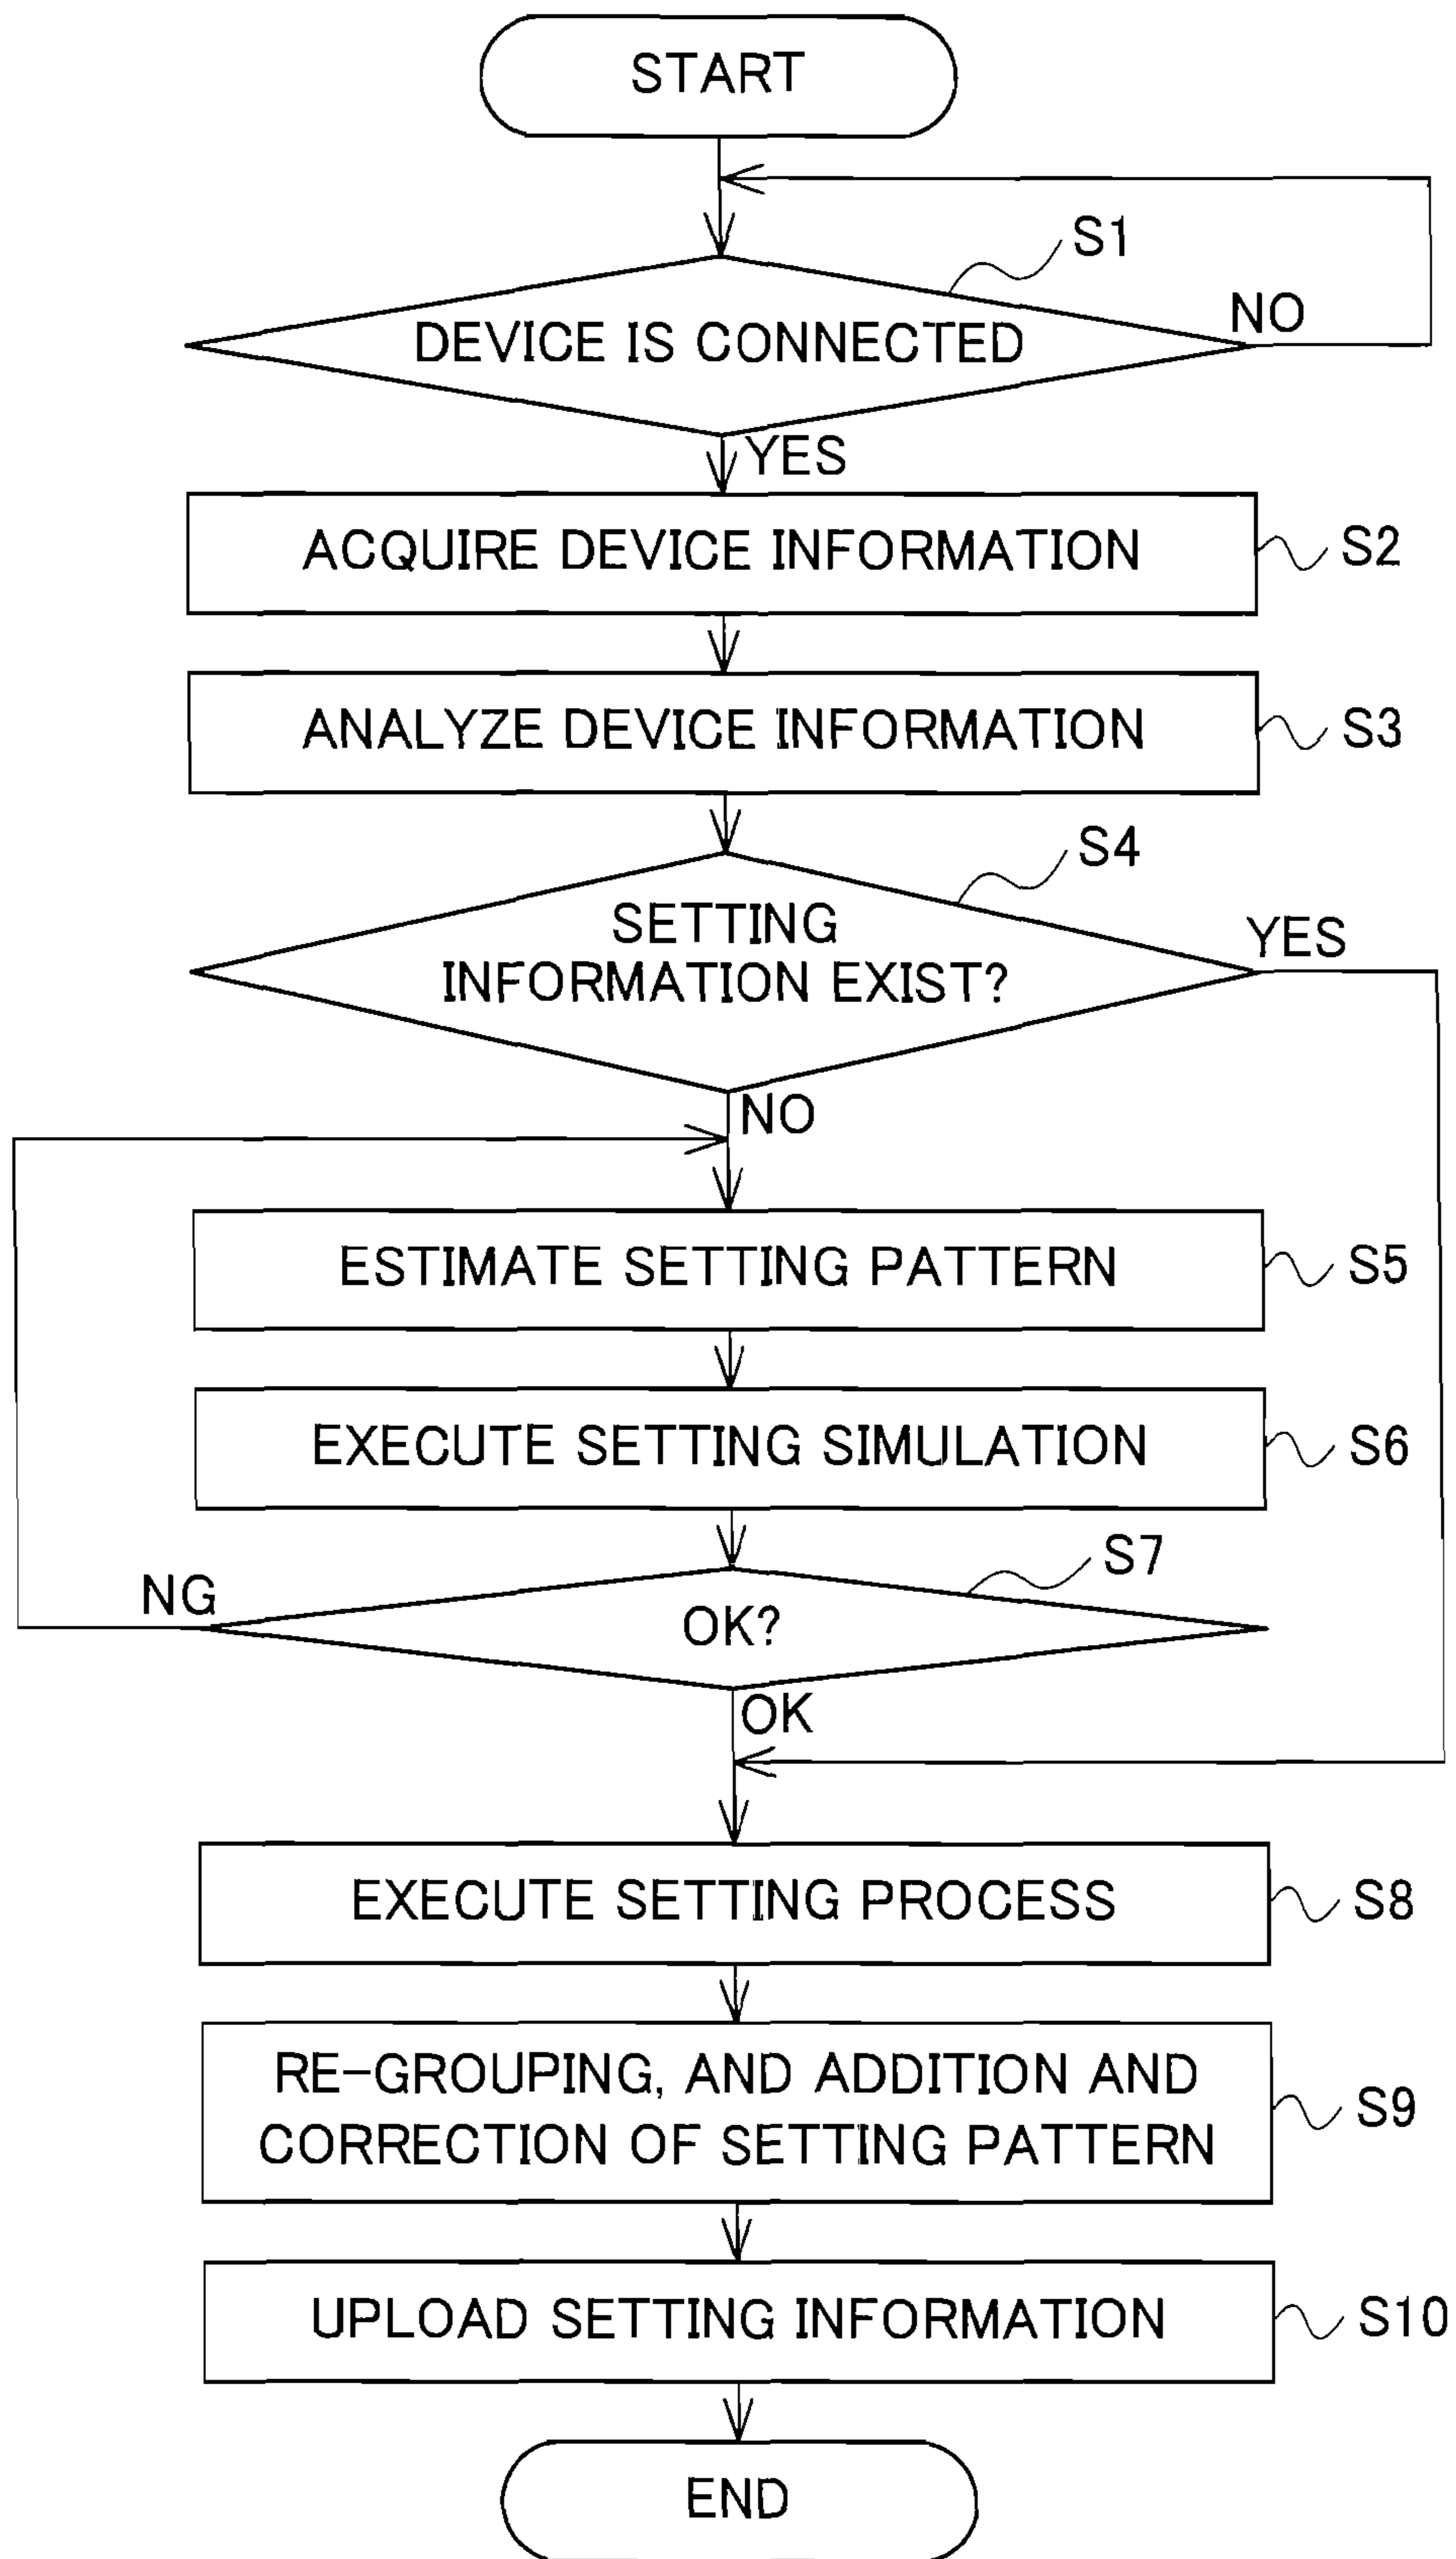 START
S1
DEVICE IS CONNECTED
NO
YES
ACQUIRE DEVICE INFORMATION
S2
ANALYZE DEVICE INFORMATION
S3
S4
SETTING
INFORMATION EXIST?
YES
NO
ESTIMATE SETTING PATTERN
S5
EXECUTE SETTING SIMULATION
S6
S7
NG
OK?
OK
EXECUTE SETTING PROCESS
S8
RE-GROUPING, AND ADDITION AND
CORRECTION OF SETTING PATTERN
S9
UPLOAD SETTING INFORMATION
S10
END